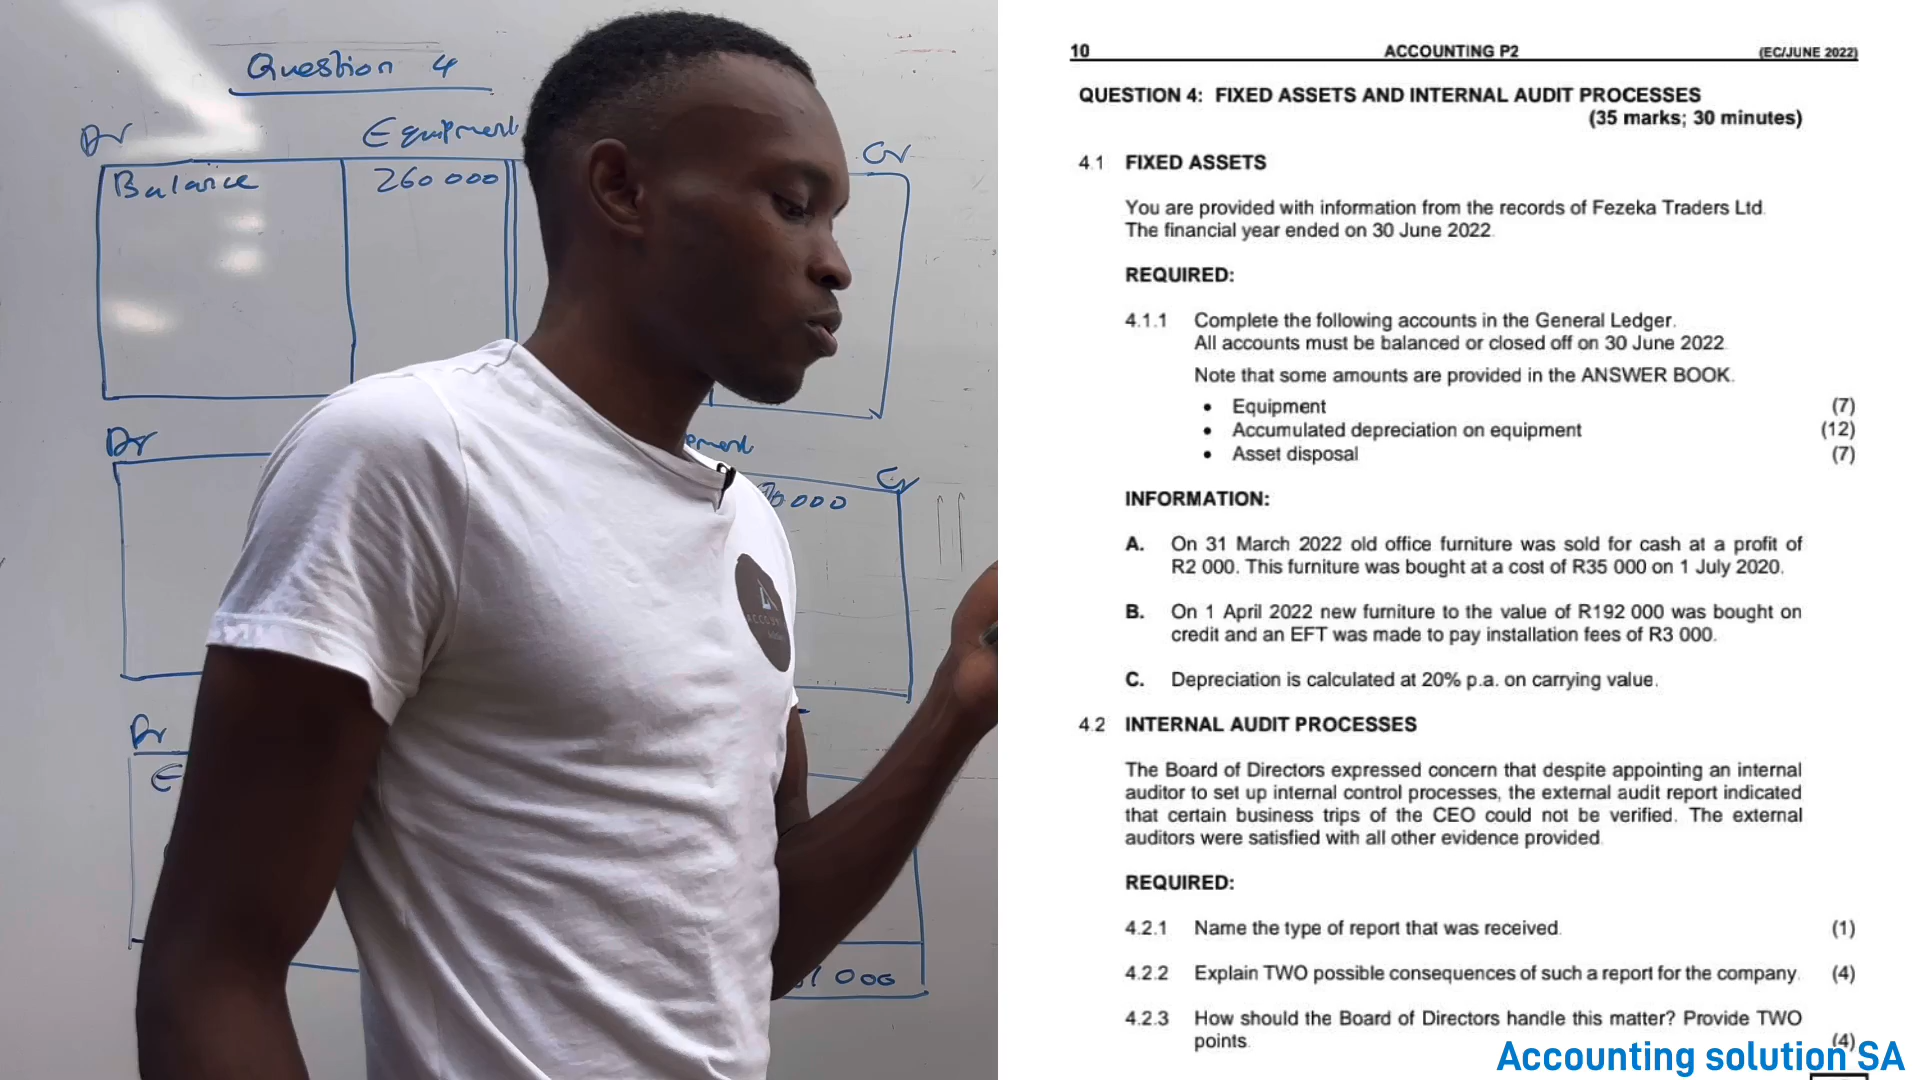 Question 4
Dr
Equipment
Cr
Balance
260 000
Dr
Cr
Dr
10
ACCOUNTING P2
(EC/JUNE 2022)
QUESTION 4: FIXED ASSETS AND INTERNAL AUDIT PROCESSES
(35 marks; 30 minutes)
4.1 FIXED ASSETS
You are provided with information from the records of Fezeka Traders Ltd.
The financial year ended on 30 June 2022.
REQUIRED:
4.1.1 Complete the following accounts in the General Ledger.
All accounts must be balanced or closed off on 30 June 2022.
Note that some amounts are provided in the ANSWER BOOK.
• Equipment (7)
• Accumulated depreciation on equipment (12)
• Asset disposal (7)
INFORMATION:
A. On 31 March 2022 old office furniture was sold for cash at a profit of
R2 000. This furniture was bought at a cost of R35 000 on 1 July 2020.
B. On 1 April 2022 new furniture to the value of R192 000 was bought on
credit and an EFT was made to pay installation fees of R3 000.
C. Depreciation is calculated at 20% p.a. on carrying value.
4.2 INTERNAL AUDIT PROCESSES
The Board of Directors expressed concern that despite appointing an internal
auditor to set up internal control processes, the external audit report indicated
that certain business trips of the CEO could not be verified. The external
auditors were satisfied with all other evidence provided.
REQUIRED:
4.2.1 Name the type of report that was received. (1)
4.2.2 Explain TWO possible consequences of such a report for the company. (4)
4.2.3 How should the Board of Directors handle this matter? Provide TWO
points. (4)
Accounting solution SA